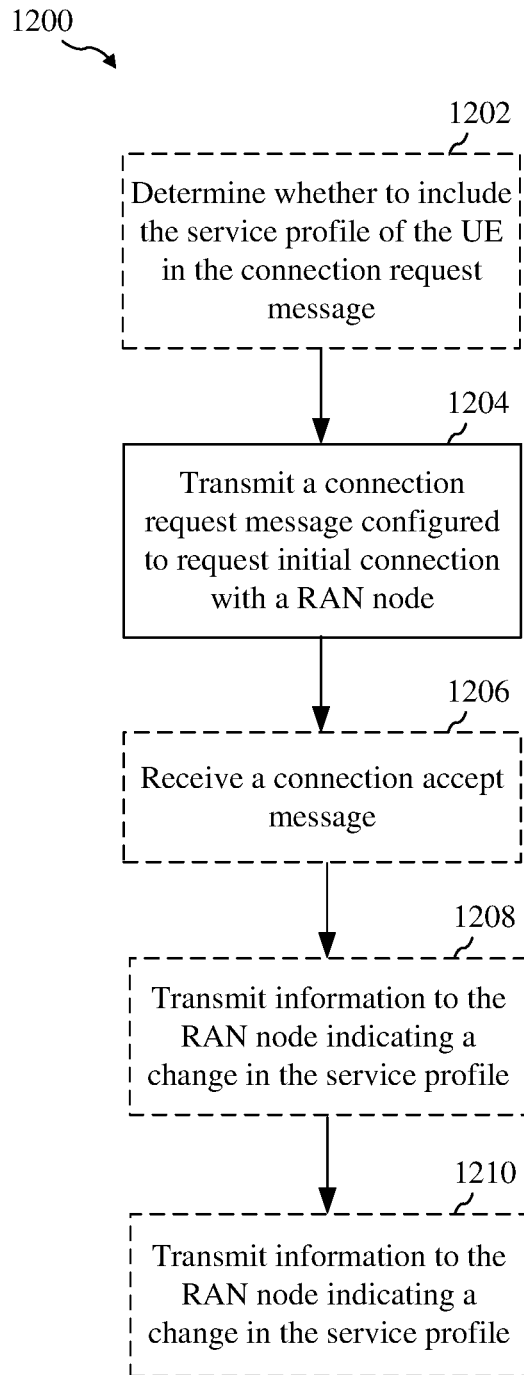 1200
1202
Determine whether to include
the service profile of the UE
in the connection request
message
1204
Transmit a connection
request message configured
to request initial connection
with a RAN node
1206
Receive a connection accept
message
1208
Transmit information to the
RAN node indicating a
change in the service profile
1210
Transmit information to the
RAN node indicating a
change in the service profile